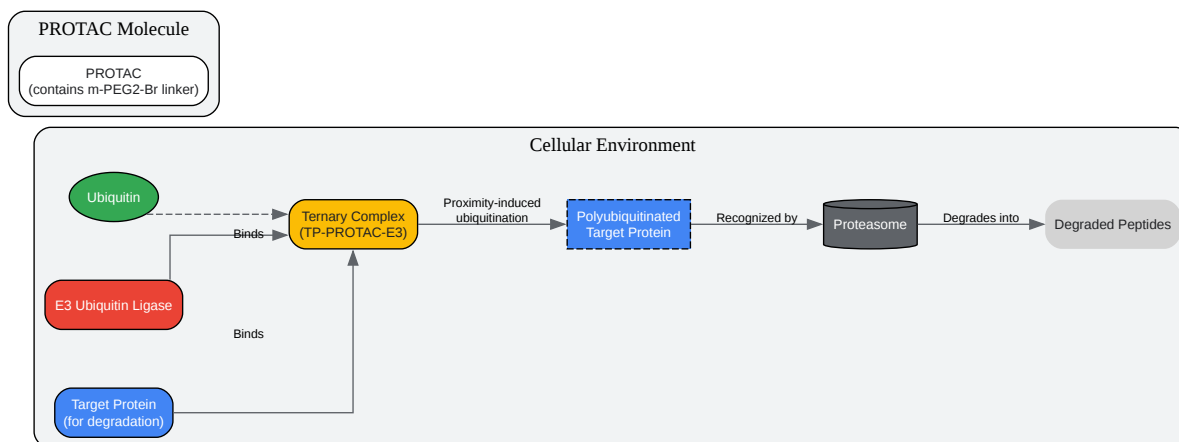 PROTAC Molecule
PROTAC
(contains m-PEG2-Br linker)
Cellular Environment
Ubiquitin
Binds
E3 Ubiquitin Ligase
Binds
Target Protein
(for degradation)
Ternary Complex
(TP-PROTAC-E3)
Proximity-induced
ubiquitination
Polyubiquitinated
Target Protein
Recognized by
Proteasome
Degrades into
Degraded Peptides